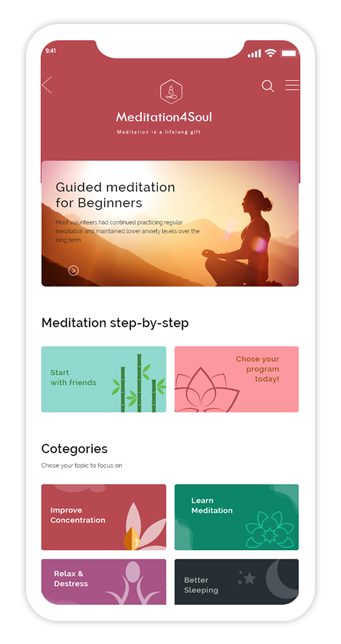 9:41
Meditation4Soul
Meditation is a lifelong gift
Guided meditation
for Beginners
Most volunteers had continued practicing regular
meditation and maintained lower anxiety levels over the
long term
Meditation step-by-step
Start
with friends
Chose your
program
today!
Cotegories
Chose your topic to focus on
Improve
Concentration
Learn
Meditation
Relax &
Destress
Better
Sleeping